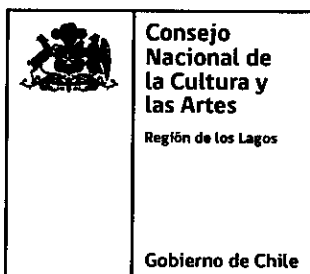 Consejo
Nacional de
la Cultura y
las Artes
Región de los Lagos
Gobierno de Chile